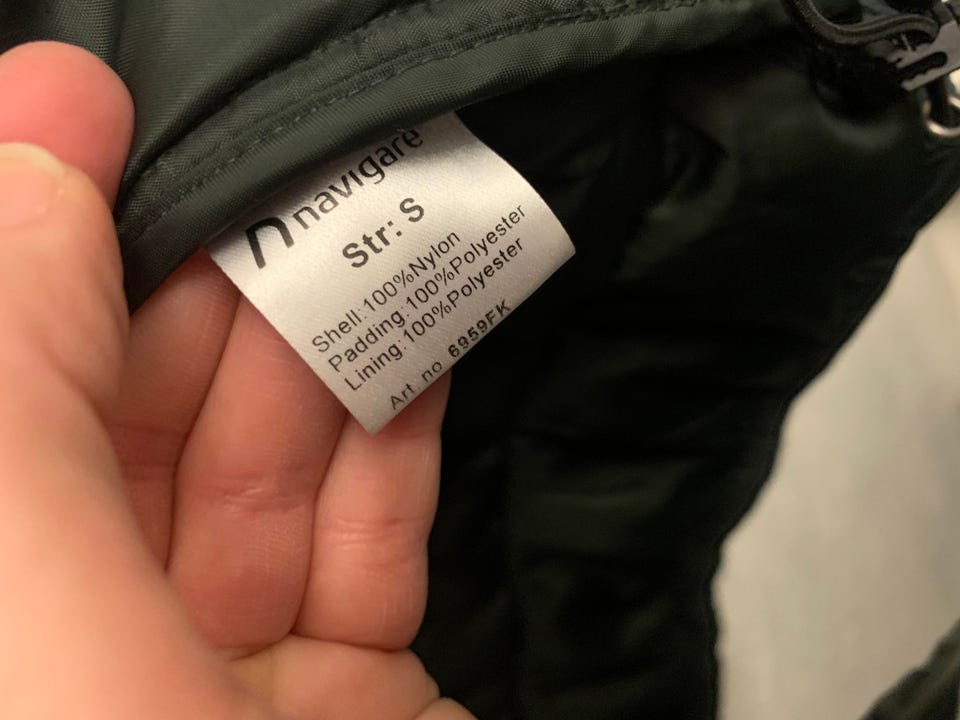 navigare
Str: S
Shell:100%Nylon
Padding:100%Polyester
Lining:100%Polyester
Art no 6959FK